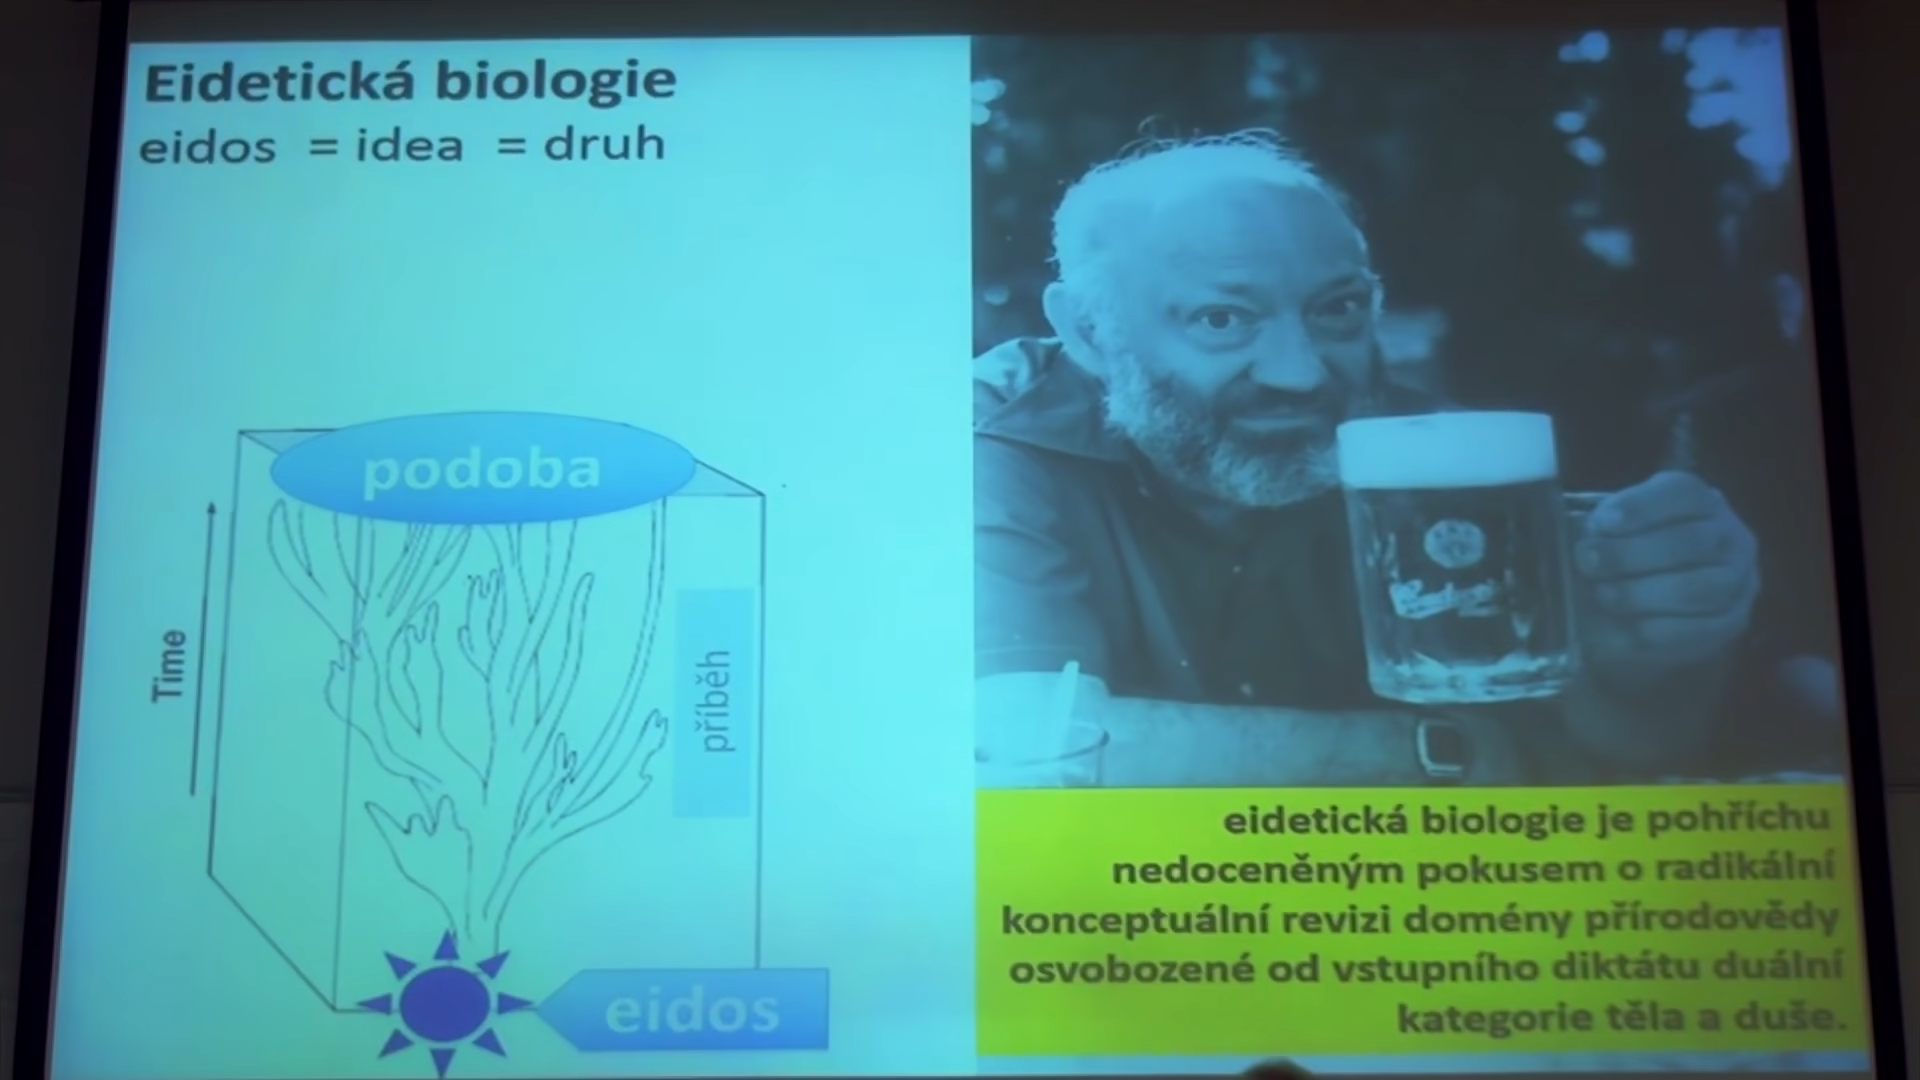 Eidetická biologie
eidos = idea = druh
podoba
Time
příběh
eidos
eidetická biologie je pohříchu
nedoceněným pokusem o radikální
konceptuální revizi domény přírodovědy
osvobozené od vstupního diktátu duální
kategorie těla a duše.